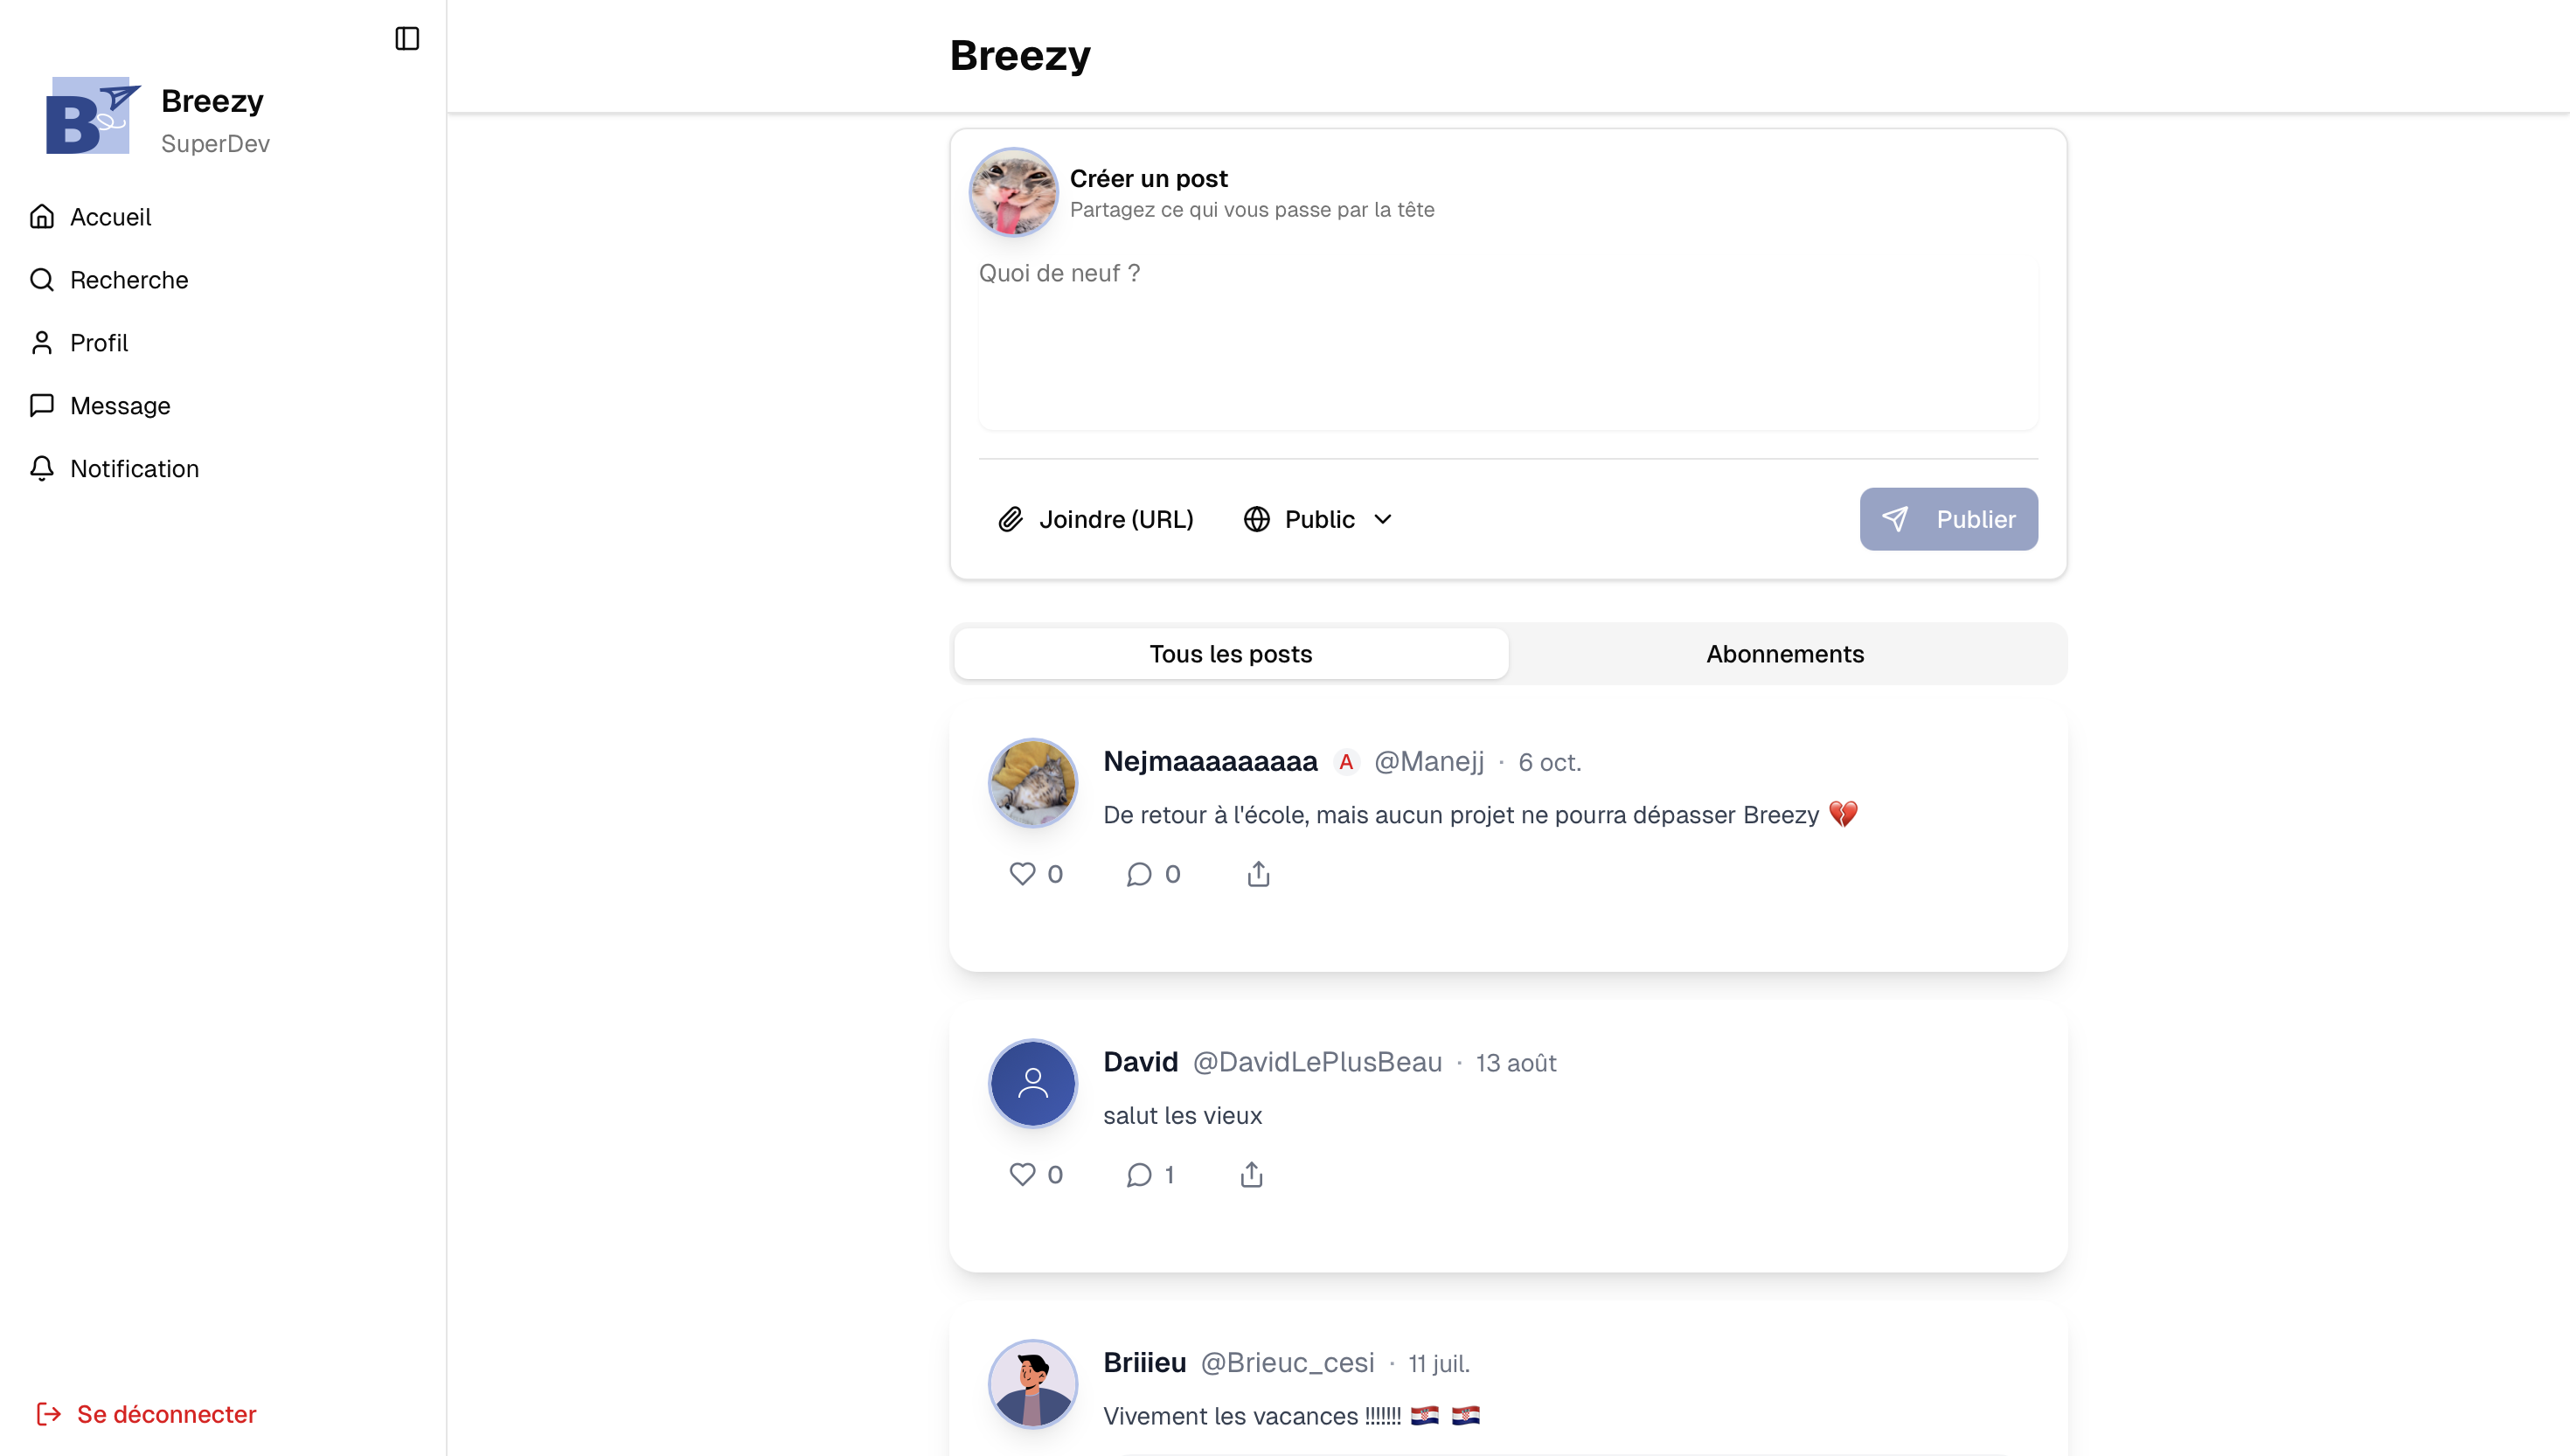 Breezy
SuperDev
Accueil
Recherche
Profil
Message
Notification
Se déconnecter
Breezy
Créer un post
Partagez ce qui vous passe par la tête
Quoi de neuf ?
Joindre (URL) Public Publier
Tous les posts Abonnements
Nejmaaaaaaaaa A @Manejj · 6 oct.
De retour à l'école, mais aucun projet ne pourra dépasser Breezy 💔
0 0
David @DavidLePlusBeau · 13 août
salut les vieux
0 1
Briiieu @Brieuc_cesi · 11 juil.
Vivement les vacances !!!!!!! 🇭🇷 🇭🇷